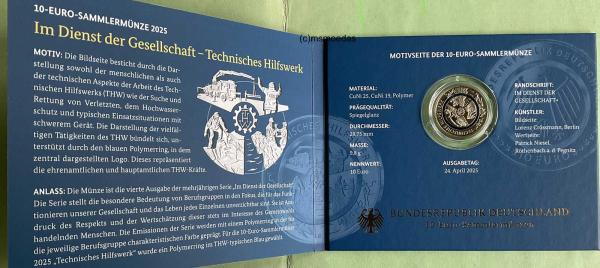 (c)msmoedes
10-EURO-SAMMLERMÜNZE 2025
Im Dienst der Gesellschaft – Technisches Hilfswerk
MOTIV: Die Bildseite besticht durch die Dar-
stellung sowohl der menschlichen als auch
der technischen Aspekte der Arbeit des Tech-
nischen Hilfswerks (THW) wie der Suche und
Rettung von Verletzten, dem Hochwasser-
schutz und typischen Einsatzsituationen mit
schwerem Gerät. Die Darstellung der vielfäl-
tigen Tätigkeiten des THW bündelt sich, un-
terstützt durch den blauen Polymerring, in dem
zentral dargestellten Logo. Dieses repräsentiert
die ehrenamtlichen und hauptamtlichen THW-Kräfte.
ANLASS: Die Münze ist die vierte Ausgabe der mehrjährigen Serie „Im Dienst der Gesellschaft“.
Die Serie stellt die besondere Bedeutung von Berufsgruppen in den Fokus, die für das Funk-
tionieren unserer Gesellschaft und das Leben jedes Einzelnen unverzichtbar sind. Sie ist Aus-
druck des Respekts und der Wertschätzung dieser stets im Interesse des Gemeinwohls
handelnden Menschen. Die Emissionen der Serie werden mit einem Polymerring in der für
die jeweilige Berufsgruppe charakteristischen Farbe geprägt. Für die 10-Euro-Sammlermünze
2025 „Technisches Hilfswerk“ wurde ein Polymerring im THW-typischen Blau gewählt.
MOTIVSEITE DER 10-EURO-SAMMLERMÜNZE
MATERIAL:
CuNi 25, CuNi 19, Polymer
PRÄGEQUALITÄT:
Spiegelglanz
DURCHMESSER:
28,75 mm
MASSE:
9,8 g
NENNWERT:
10 Euro
RANDSCHRIFT:
IM DIENST DER
GESELLSCHAFT•
KÜNSTLER:
Bildseite:
Lorenz Crössmann, Berlin
Wertseite:
Patrick Niesel,
Röthenbach a. d. Pegnitz
AUSGABETAG:
24. April 2025
BUNDESREPUBLIK DEUTSCHLAND
10-Euro-Sammlermünze